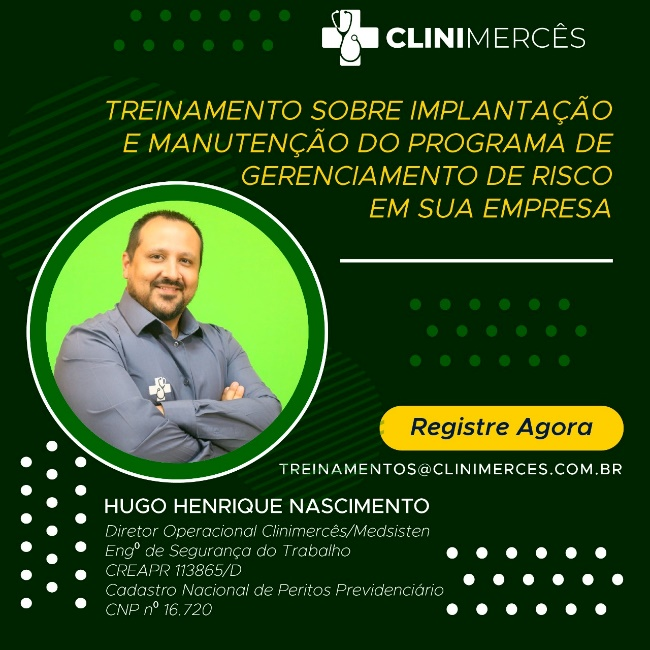 CLINIMERCÊS
TREINAMENTO SOBRE IMPLANTAÇÃO
E MANUTENÇÃO DO PROGRAMA DE
GERENCIAMENTO DE RISCO
EM SUA EMPRESA
Registre Agora
TREINAMENTOS@CLINIMERCES.COM.BR
HUGO HENRIQUE NASCIMENTO
Diretor Operacional Clinimercês/Medsisten
Engº de Segurança do Trabalho
CREAPR 113865/D
Cadastro Nacional de Peritos Previdenciário
CNP nº 16.720